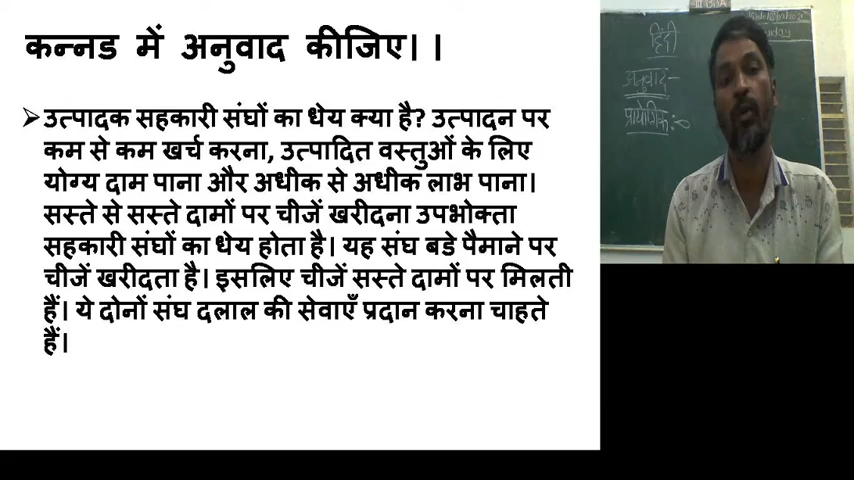 कन्नड में अनुवाद कीजिए।।
➢उत्पादक सहकारी संघों का धेय क्या है? उत्पादन पर
कम से कम खर्च करना, उत्पादित वस्तुओं के लिए
योग्य दाम पाना और अधीक से अधीक लाभ पाना।
सस्ते से सस्ते दामों पर चीजें खरीदना उपभोक्ता
सहकारी संघों का धेय होता है। यह संघ बडे पैमाने पर
चीजें खरीदता है। इसलिए चीजें सस्ते दामों पर मिलती
हैं। ये दोनों संघ दलाल की सेवाएँ प्रदान करना चाहते
हैं।
हिंदी
अनुवाद-
प्रायोगिक:-